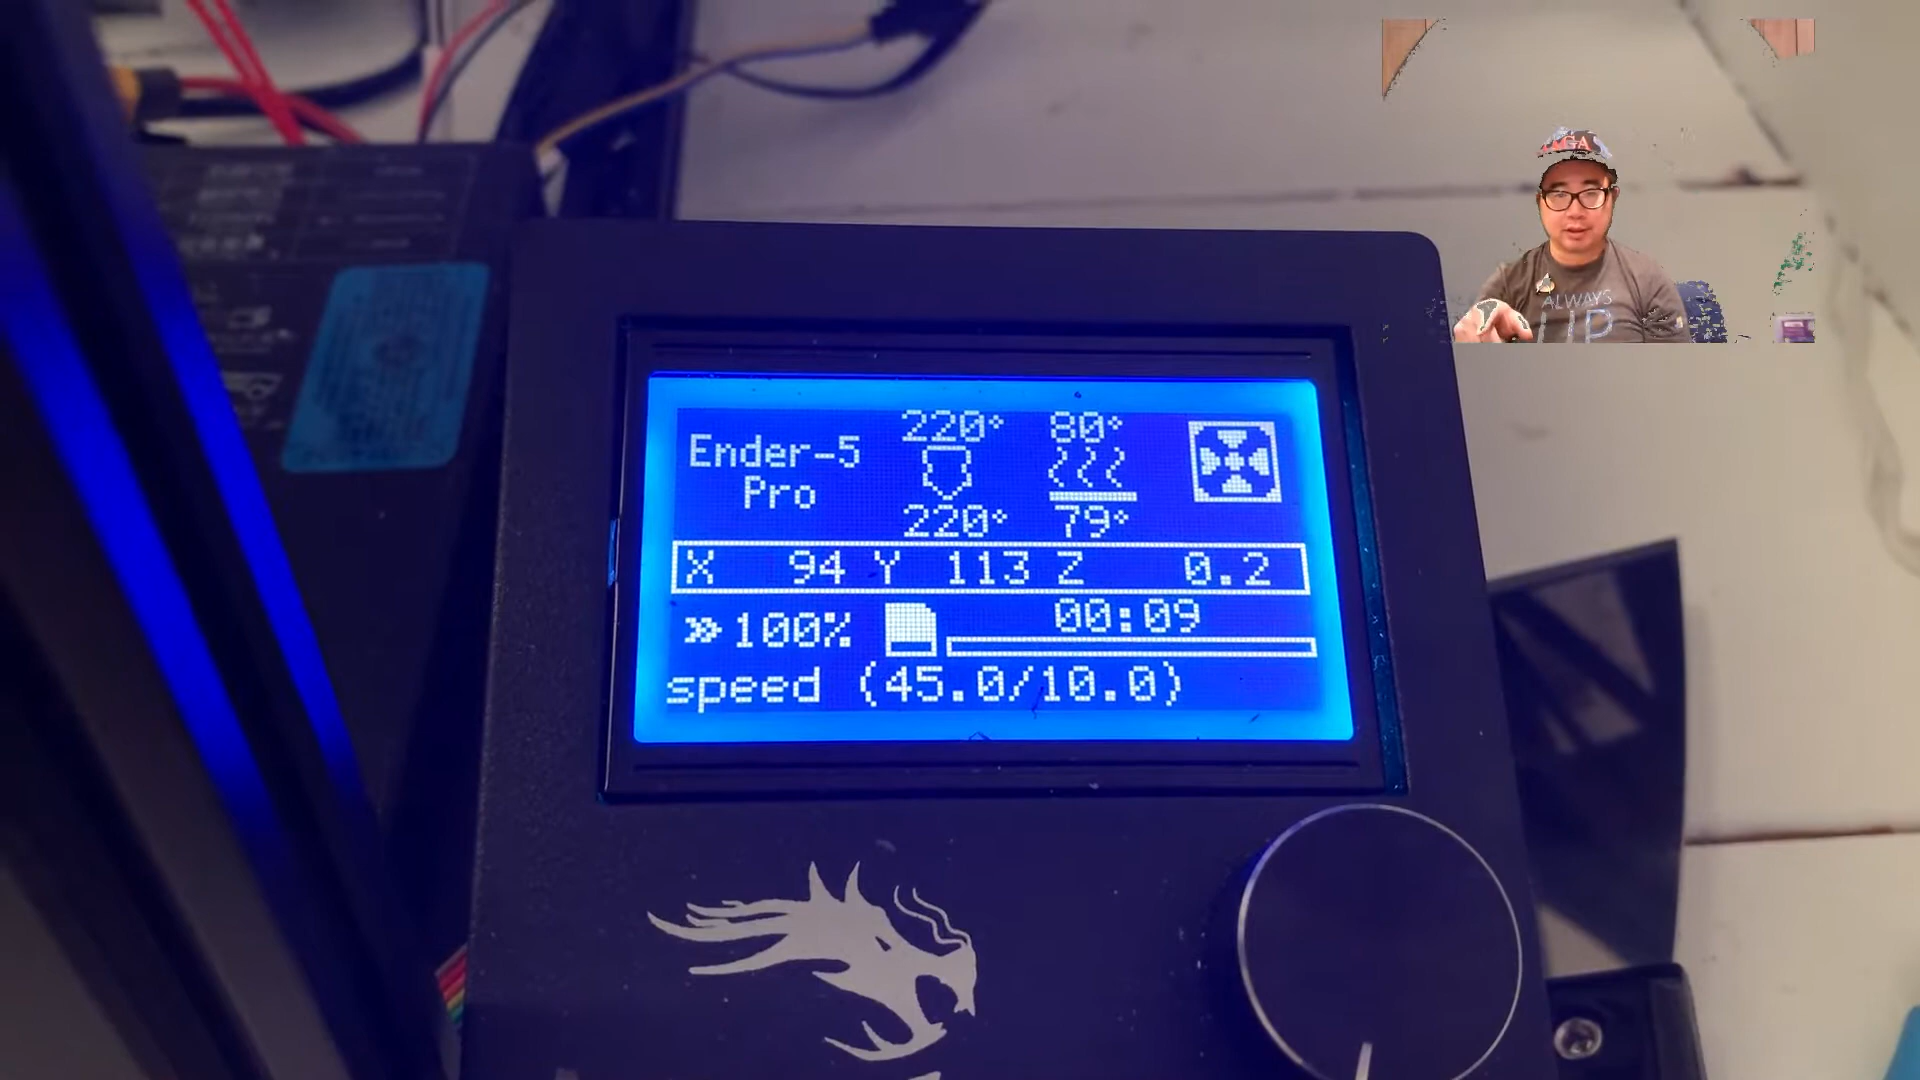 220° 80°
Ender-5
Pro
220° 79°
X 94 Y 113 Z 0.2
»100% 00:09
speed (45.0/10.0)
ALWAYS
UP